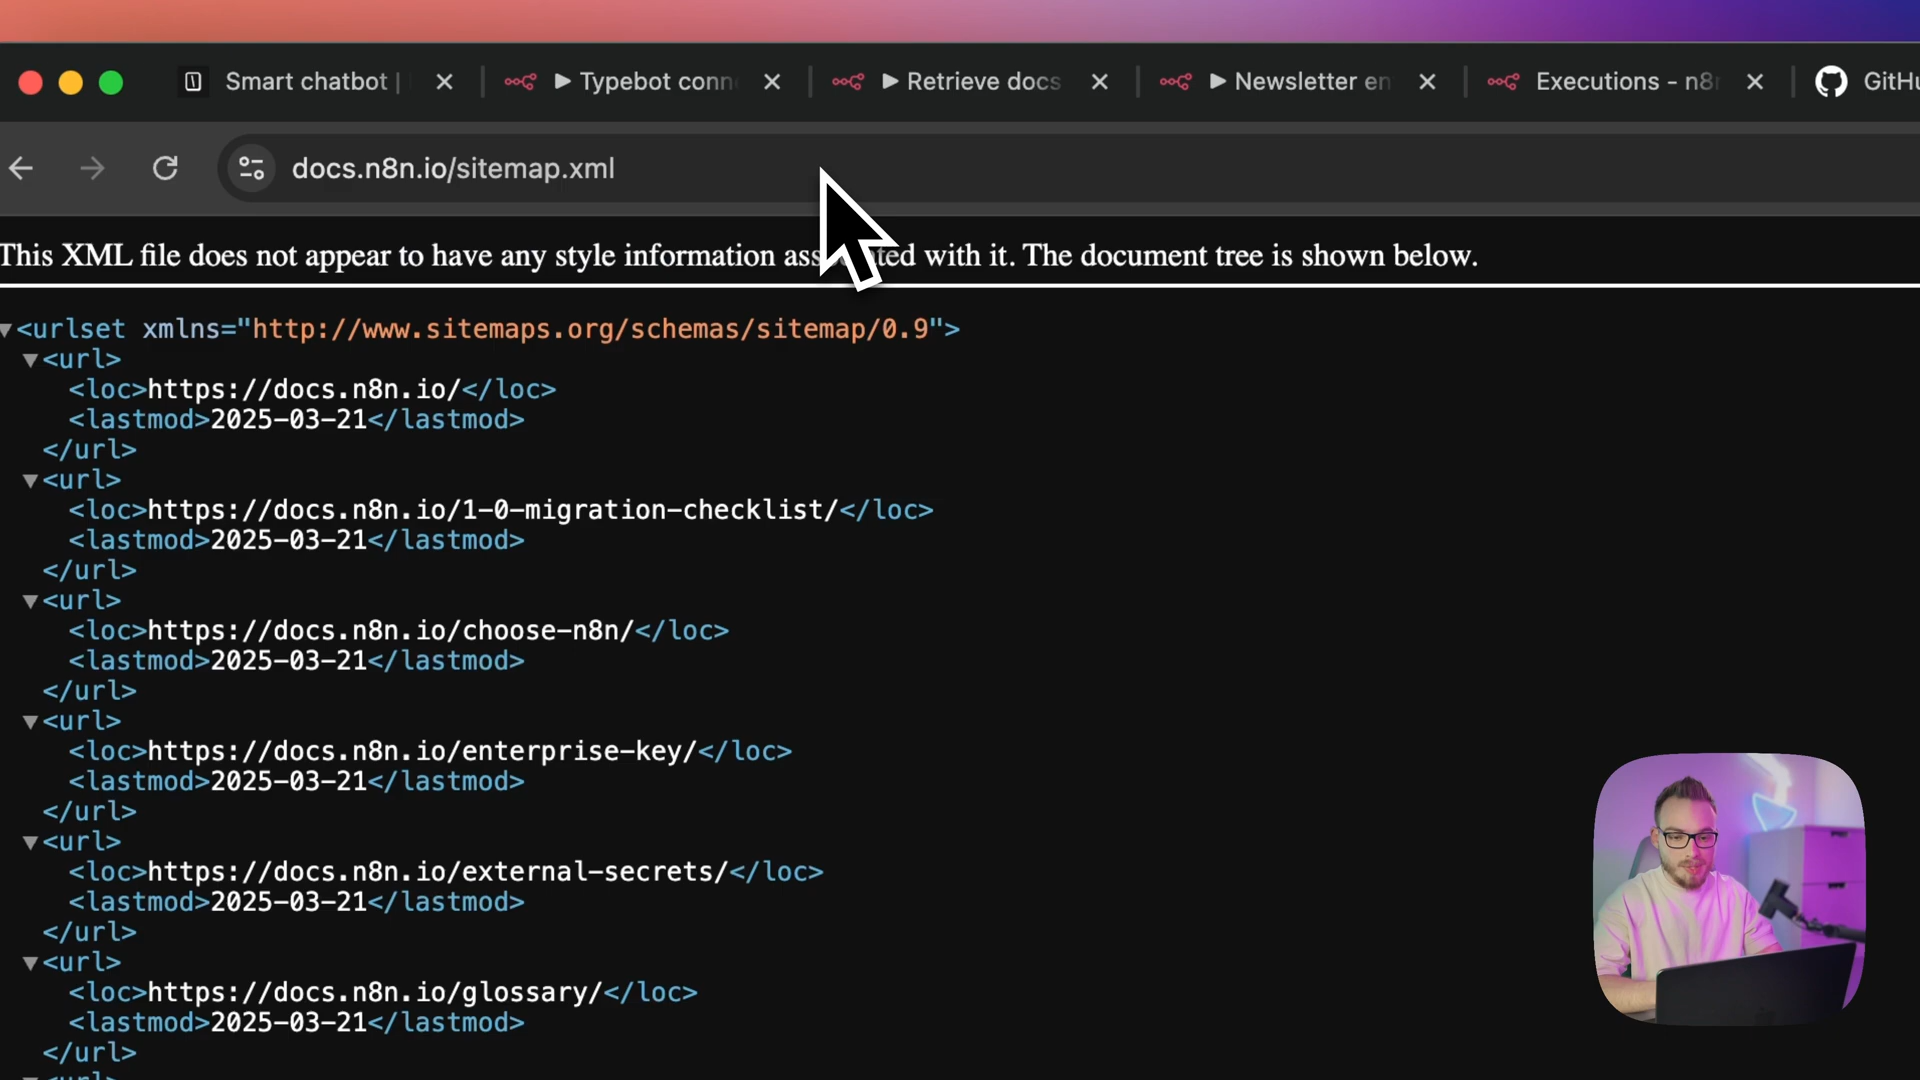 Smart chatbot |
Typebot conn
Retrieve docs
Newsletter en
Executions - n8n
GitHu
docs.n8n.io/sitemap.xml
This XML file does not appear to have any style information associated with it. The document tree is shown below.
▼<urlset xmlns="http://www.sitemaps.org/schemas/sitemap/0.9">
▼<url>
<loc>https://docs.n8n.io/</loc>
<lastmod>2025-03-21</lastmod>
</url>
▼<url>
<loc>https://docs.n8n.io/1-0-migration-checklist/</loc>
<lastmod>2025-03-21</lastmod>
</url>
▼<url>
<loc>https://docs.n8n.io/choose-n8n/</loc>
<lastmod>2025-03-21</lastmod>
</url>
▼<url>
<loc>https://docs.n8n.io/enterprise-key/</loc>
<lastmod>2025-03-21</lastmod>
</url>
▼<url>
<loc>https://docs.n8n.io/external-secrets/</loc>
<lastmod>2025-03-21</lastmod>
</url>
▼<url>
<loc>https://docs.n8n.io/glossary/</loc>
<lastmod>2025-03-21</lastmod>
</url>
▼<url>